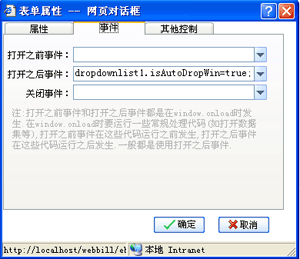 表单属性 -- 网页对话框
属性 事件 其他控制
打开之前事件：
打开之后事件： dropdownlist1.isAutoDropWin=true;
关闭事件：
注:打开之前事件和打开之后事件都是在window.onload时发
生.在window.onload时要运行一些常规处理代码(如打开数据
集等),打开之前事件在这些代码运行之前发生,打开之后事件
在这些代码运行之后发生.一般都是使用打开之后事件.
确定 取消
http://localhost/webbill/el 本地 Intranet